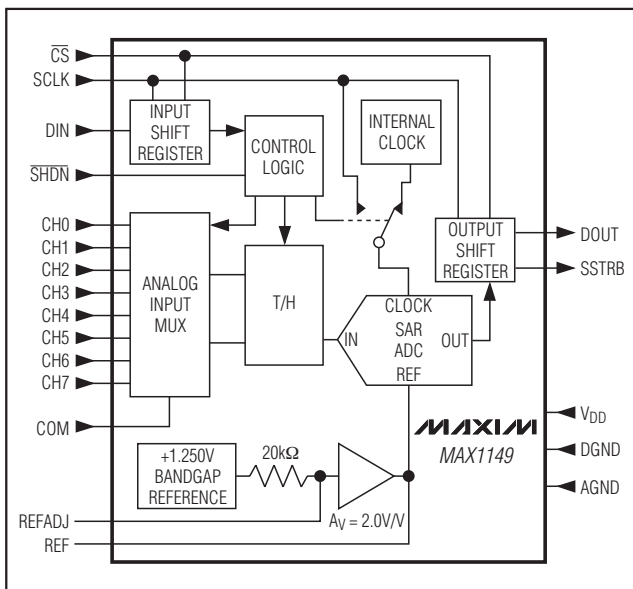 CS
SCLK
DIN
SHDN
CH0
CH1
CH2
CH3
CH4
CH5
CH6
CH7
COM
REFADJ
REF
INPUT
SHIFT
REGISTER
CONTROL
LOGIC
INTERNAL
CLOCK
OUTPUT
SHIFT
REGISTER
ANALOG
INPUT
MUX
T/H
CLOCK
IN
SAR
ADC
OUT
REF
+1.250V
BANDGAP
REFERENCE
20kΩ
AV = 2.0V/V
MAXIM
MAX1149
DOUT
SSTRB
VDD
DGND
AGND